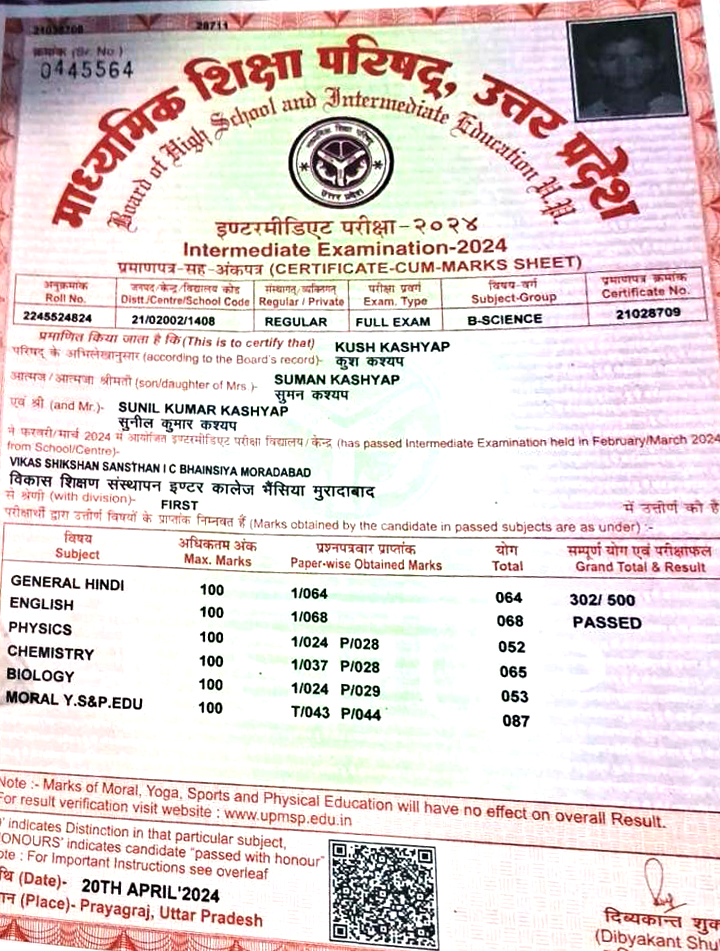 21038708 28711
क्रमांक (Sr. No.)
0445564
माध्यमिक शिक्षा परिषद्, उत्तर प्रदेश
Board of High School and Intermediate Education U.P.
माध्यमिक शिक्षा परिषद्
उत्तर प्रदेश
इण्टरमीडिएट परीक्षा-२०२४
Intermediate Examination-2024
प्रमाणपत्र-सह-अंकपत्र (CERTIFICATE-CUM-MARKS SHEET)
अनुक्रमांक जनपद/केन्द्र/विद्यालय कोड संस्थागत/व्यक्तिगत परीक्षा प्रवर्ग विषय-वर्ग प्रमाणपत्र क्रमांक
Roll No. Distt./Centre/School Code Regular / Private Exam. Type Subject-Group Certificate No.
2245524824 21/02002/1408 REGULAR FULL EXAM B-SCIENCE 21028709
प्रमाणित किया जाता है कि (This is to certify that) KUSH KASHYAP
परिषद् के अभिलेखानुसार (according to the Board's record)- कुश कश्यप
आत्मज/आत्मजा श्रीमती (son/daughter of Mrs.)- SUMAN KASHYAP
सुमन कश्यप
एवं श्री (and Mr.)- SUNIL KUMAR KASHYAP
सुनील कुमार कश्यप
ने फरवरी/मार्च 2024 में आयोजित इण्टरमीडिएट परीक्षा विद्यालय/केन्द्र (has passed Intermediate Examination held in February/March 2024
from School/Centre)-
VIKAS SHIKSHAN SANSTHAN I C BHAINSIYA MORADABAD
विकास शिक्षण संस्थापन इण्टर कालेज भैंसिया मुरादाबाद
से श्रेणी (with division)- FIRST में उत्तीर्ण की है
परीक्षार्थी द्वारा उत्तीर्ण विषयों के प्राप्तांक निम्नवत हैं (Marks obtained by the candidate in passed subjects are as under) :-
विषय अधिकतम अंक प्रश्नपत्रवार प्राप्तांक योग सम्पूर्ण योग एवं परीक्षाफल
Subject Max. Marks Paper-wise Obtained Marks Total Grand Total & Result
GENERAL HINDI 100 1/064 064 302/ 500
ENGLISH 100 1/068 068 PASSED
PHYSICS 100 1/024 P/028 052
CHEMISTRY 100 1/037 P/028 065
BIOLOGY 100 1/024 P/029 053
MORAL Y.S&P.EDU 100 T/043 P/044 087
Note :- Marks of Moral, Yoga, Sports and Physical Education will have no effect on overall Result.
For result verification visit website : www.upmsp.edu.in
' indicates Distinction in that particular subject,
HONOURS' indicates candidate "passed with honour"
ote : For Important Instructions see overleaf
थि (Date)- 20TH APRIL'2024
ान (Place)- Prayagraj, Uttar Pradesh
दिव्यकान्त शुक
(Dibyakant Shu